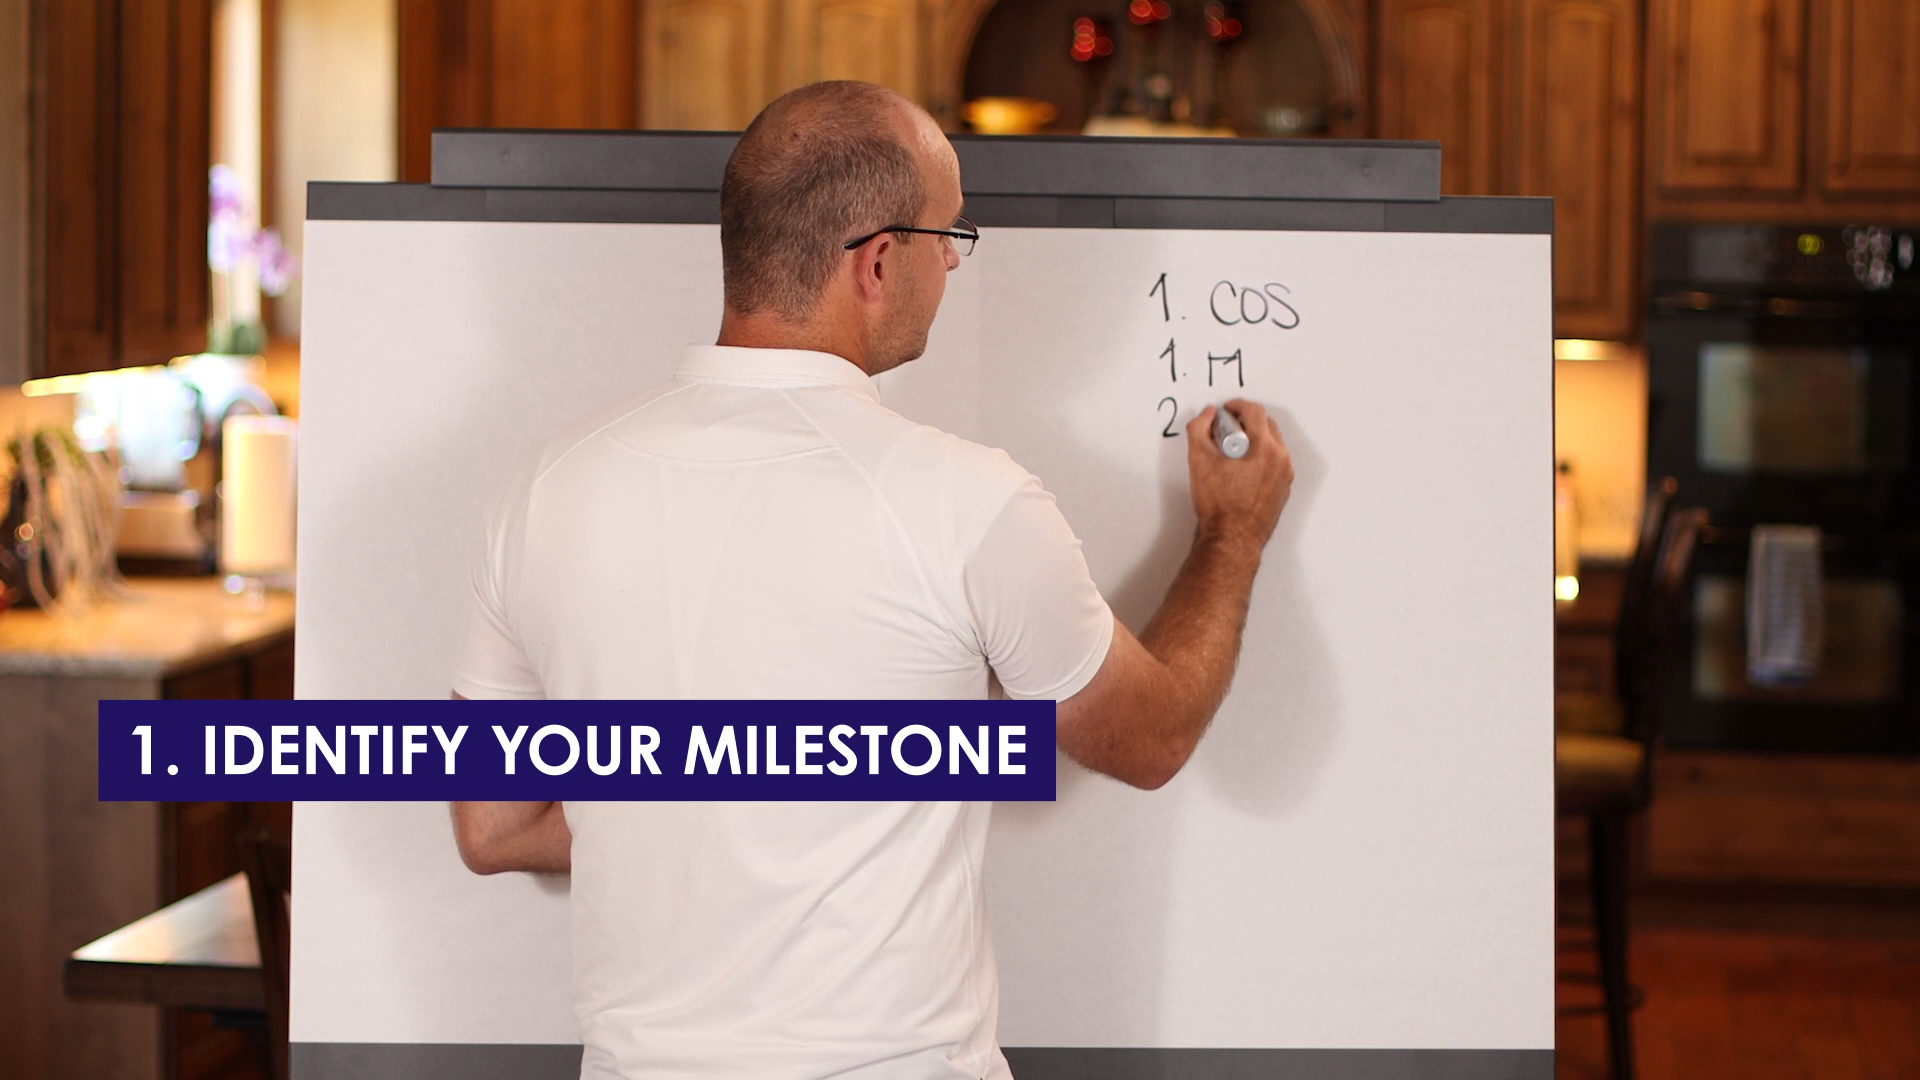 1. COS
1. M
2
1. IDENTIFY YOUR MILESTONE